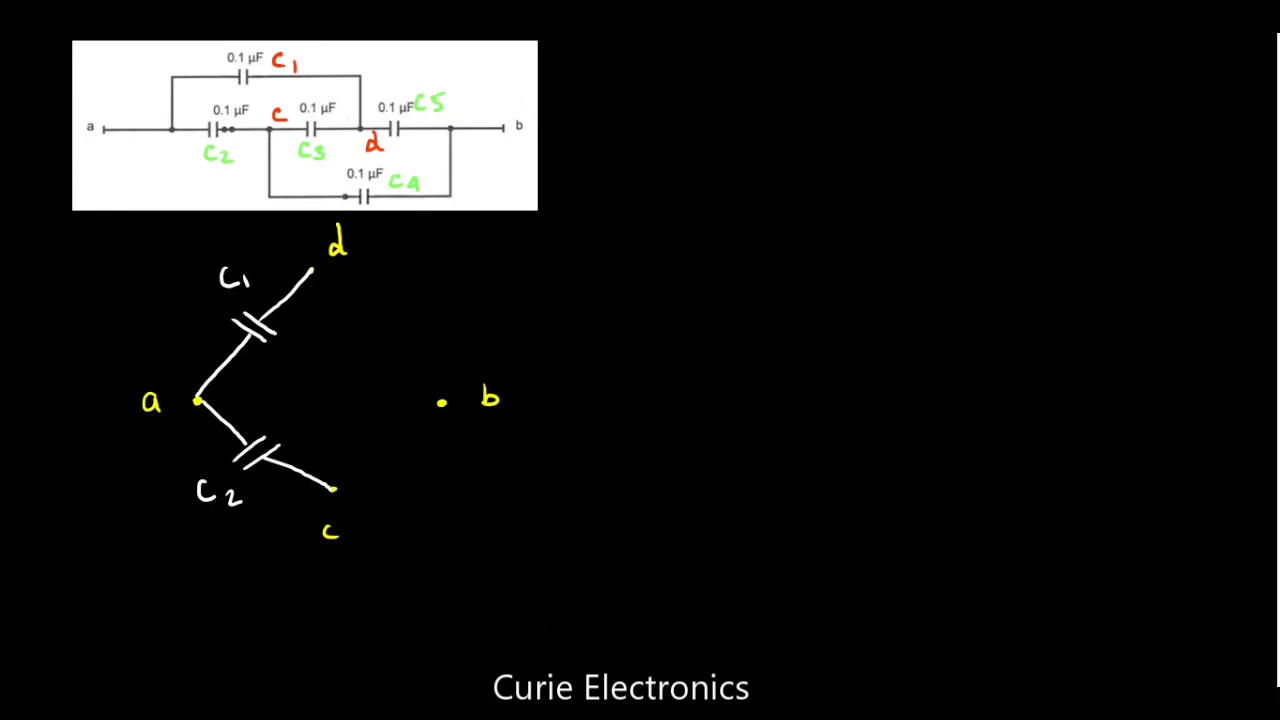 0.1 µF C1
0.1 µF C 0.1 µF 0.1 µF C5
a b
C2 C3 d
0.1 µF C4
d
C1
a b
C2
c
Curie Electronics